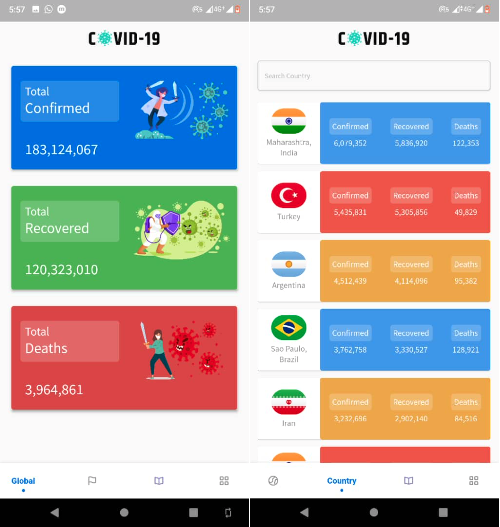 5:57
4G+
COVID-19
Total
Confirmed
183,124,067
Total
Recovered
120,323,010
Total
Deaths
3,964,861
Global
5:57
4G+
COVID-19
Search Country
Maharashtra,
India
Confirmed Recovered Deaths
6,079,352 5,836,920 122,353
Turkey
Confirmed Recovered Deaths
5,435,831 5,305,856 49,829
Argentina
Confirmed Recovered Deaths
4,512,439 4,114,096 95,382
Sao Paulo,
Brazil
Confirmed Recovered Deaths
3,762,758 3,330,527 128,921
Iran
Confirmed Recovered Deaths
3,232,696 2,902,140 84,516
Country